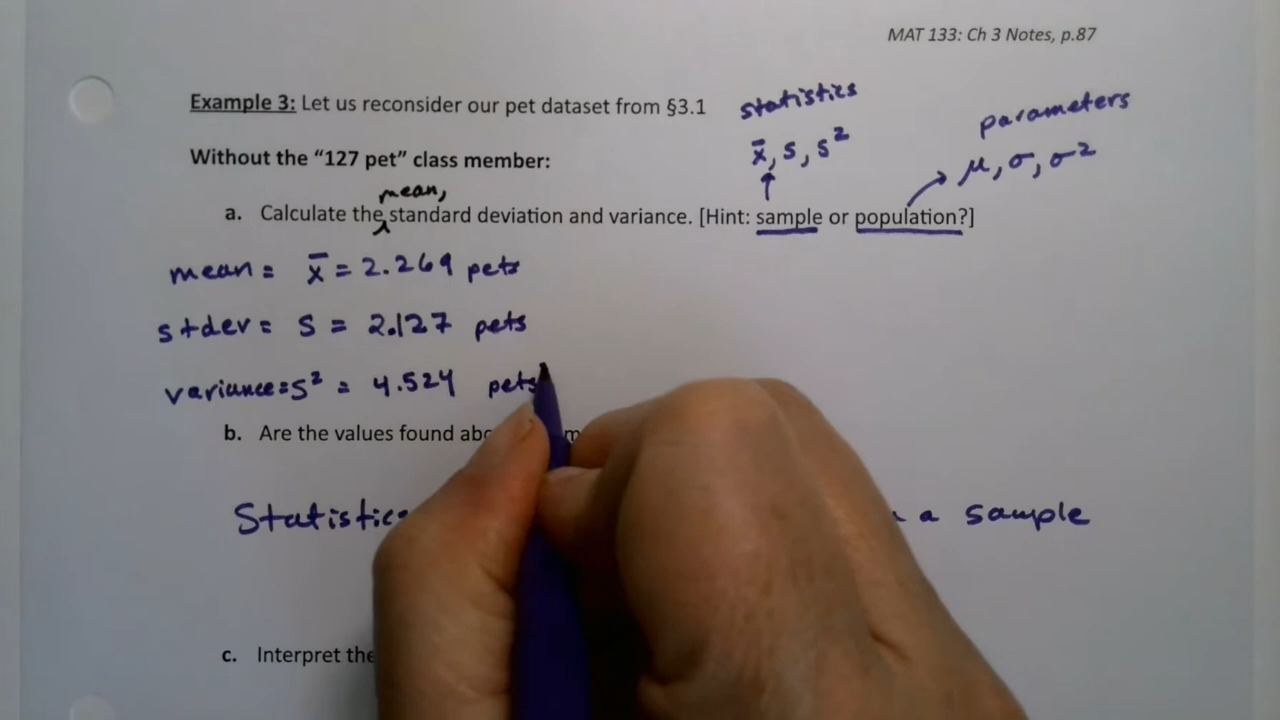 MAT 133: Ch 3 Notes, p.87
Example 3: Let us reconsider our pet dataset from §3.1
statistics
parameters
x̄, s, s²
μ, σ, σ²
Without the “127 pet” class member:
mean,
a. Calculate the standard deviation and variance. [Hint: sample or population?]
mean = x̄ = 2.269 pets
stdev = s = 2.127 pets
variance = s² = 4.524 pets
b. Are the values found
Statistics
a sample
c. Interpret the